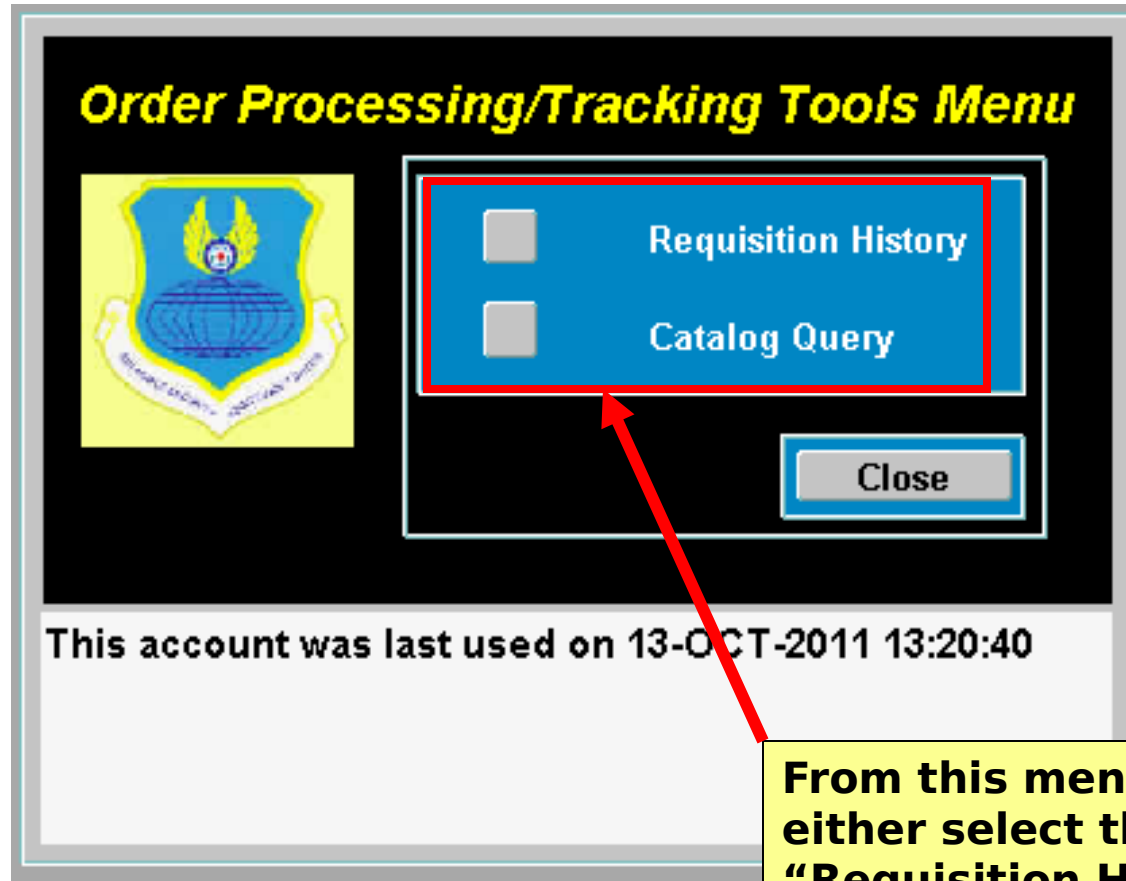 Order Processing/Tracking Tools Menu
Requisition History
Catalog Query
Close
This account was last used on 13-OCT-2011 13:20:40
From this men
either select t
“Requisition H